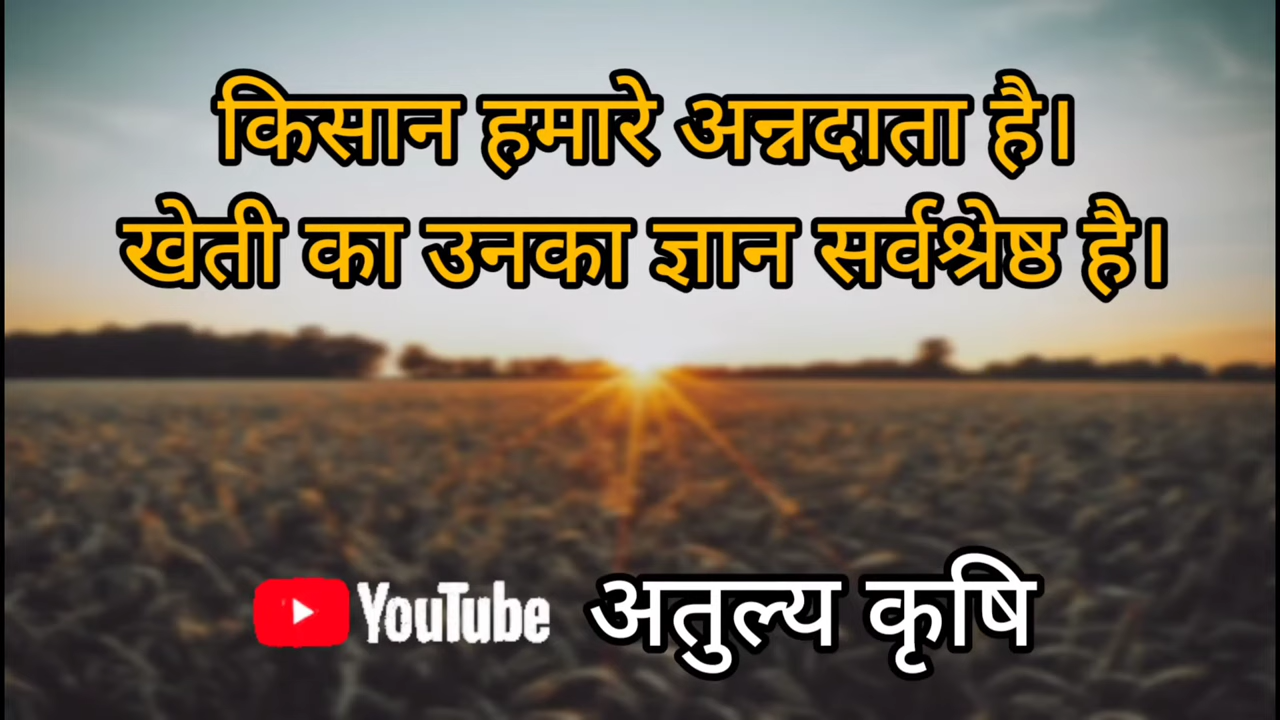 किसान हमारे अन्नदाता है।
खेती का उनका ज्ञान सर्वश्रेष्ठ है।
YouTube अतुल्य कृषि